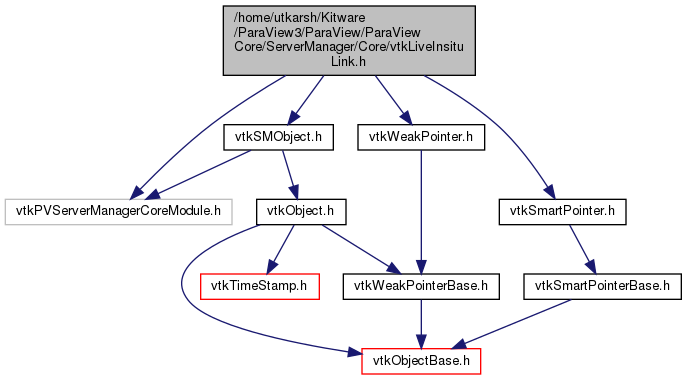 /home/utkarsh/Kitware
/ParaView3/ParaView/ParaView
Core/ServerManager/Core/vtkLiveInsitu
Link.h
vtkSMObject.h
vtkWeakPointer.h
vtkPVServerManagerCoreModule.h
vtkObject.h
vtkSmartPointer.h
vtkTimeStamp.h
vtkWeakPointerBase.h
vtkSmartPointerBase.h
vtkObjectBase.h